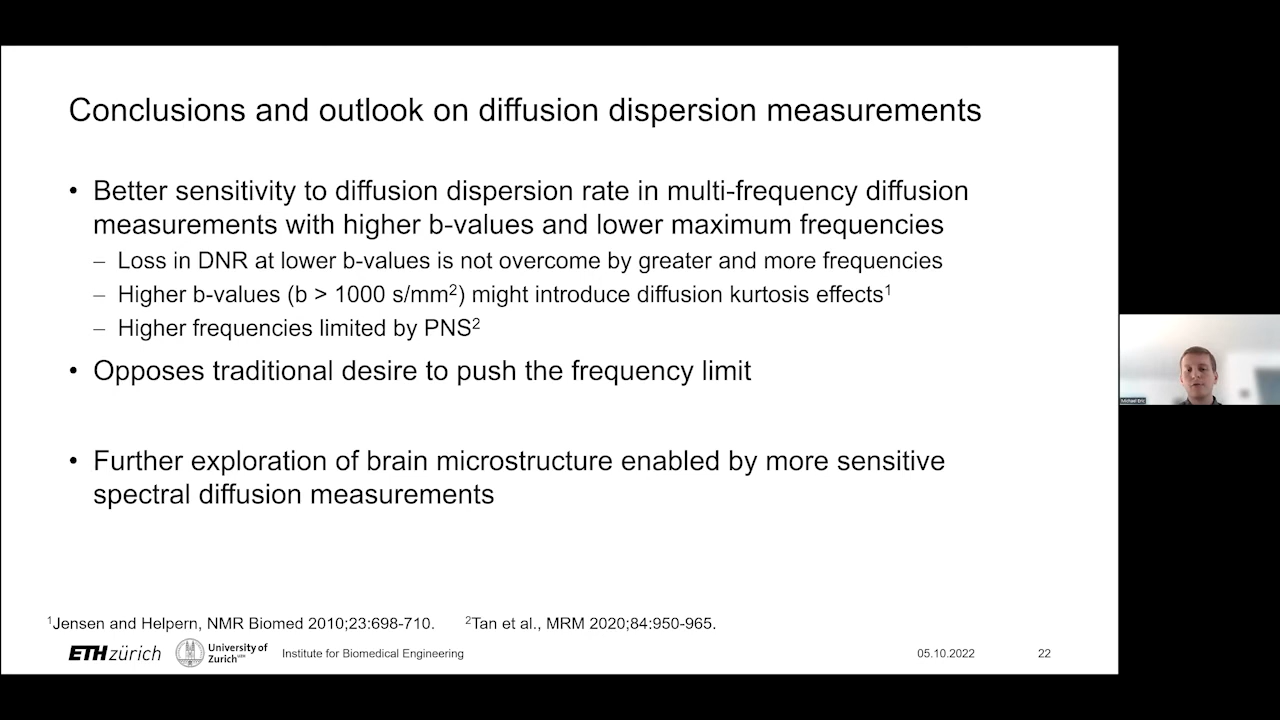 Conclusions and outlook on diffusion dispersion measurements
• Better sensitivity to diffusion dispersion rate in multi-frequency diffusion
measurements with higher b-values and lower maximum frequencies
– Loss in DNR at lower b-values is not overcome by greater and more frequencies
– Higher b-values (b > 1000 s/mm²) might introduce diffusion kurtosis effects¹
– Higher frequencies limited by PNS²
• Opposes traditional desire to push the frequency limit
• Further exploration of brain microstructure enabled by more sensitive
spectral diffusion measurements
¹Jensen and Helpern, NMR Biomed 2010;23:698-710. ²Tan et al., MRM 2020;84:950-965.
ETH zürich University of Zurich UZH Institute for Biomedical Engineering 05.10.2022 22
Michael Eric